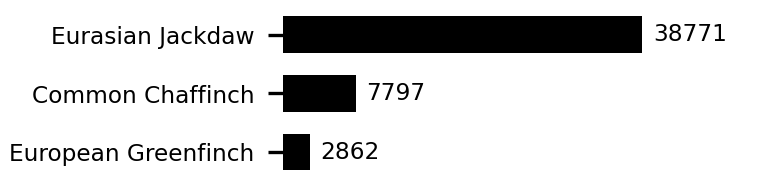 Eurasian Jackdaw 38771
Common Chaffinch 7797
European Greenfinch 2862